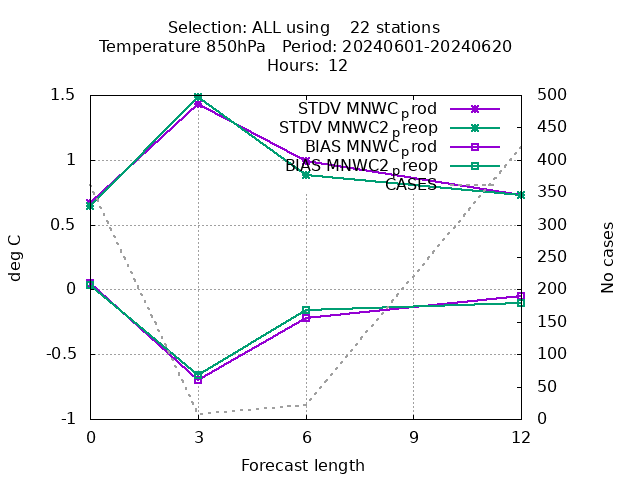 Selection: ALL using    22 stations
Temperature 850hPa   Period: 20240601-20240620
Hours:  12
1.5
1
0.5
0
-0.5
-1
500
450
400
350
300
250
200
150
100
50
0
STDV MNWC_prod
STDV MNWC2_preop
BIAS MNWC_prod
BIAS MNWC2_preop
CASES
deg C
No cases
0 3 6 9 12
Forecast length